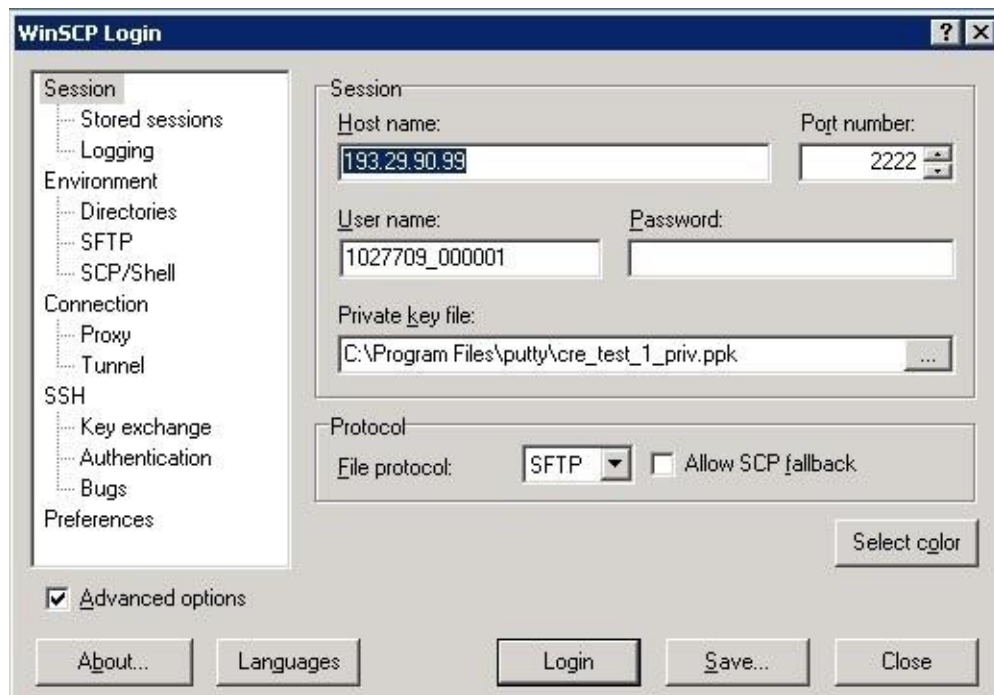 WinSCP Login
Session
Stored sessions
Logging
Environment
Directories
SFTP
SCP/Shell
Connection
Proxy
Tunnel
SSH
Key exchange
Authentication
Bugs
Preferences
Advanced options
Session
Host name: Port number:
193.29.90.99 2222
User name: Password:
1027709_000001
Private key file:
C:\Program Files\putty\cre_test_1_priv.ppk ...
Protocol
File protocol: SFTP Allow SCP fallback
Select color
About... Languages Login Save... Close